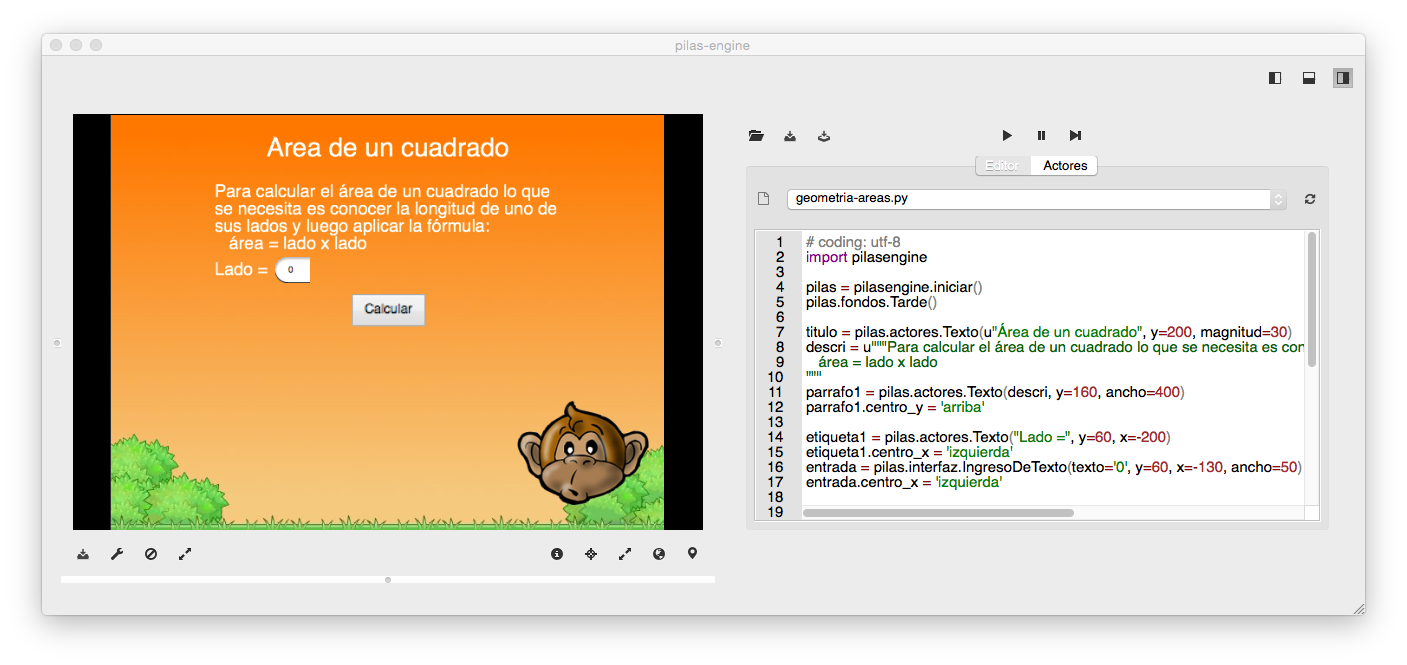 pilas-engine
Area de un cuadrado
Para calcular el área de un cuadrado lo que
se necesita es conocer la longitud de uno de
sus lados y luego aplicar la fórmula:
área = lado x lado
Lado = 0
Calcular
Editor Actores
geometria-areas.py
1 # coding: utf-8
2 import pilasengine
3
4 pilas = pilasengine.iniciar()
5 pilas.fondos.Tarde()
6
7 titulo = pilas.actores.Texto(u"Área de un cuadrado", y=200, magnitud=30)
8 descri = u"""Para calcular el área de un cuadrado lo que se necesita es con
9 área = lado x lado
10 """
11 parrafo1 = pilas.actores.Texto(descri, y=160, ancho=400)
12 parrafo1.centro_y = 'arriba'
13
14 etiqueta1 = pilas.actores.Texto("Lado =", y=60, x=-200)
15 etiqueta1.centro_x = 'izquierda'
16 entrada = pilas.interfaz.IngresoDeTexto(texto='0', y=60, x=-130, ancho=50)
17 entrada.centro_x = 'izquierda'
18
19